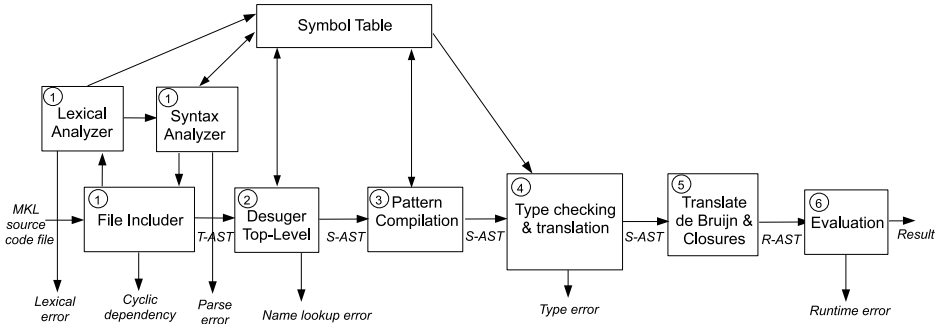 Symbol Table
1
Lexical
Analyzer
1
Syntax
Analyzer
MKL
source
code file
1
File Includer
T-AST
2
Desuger
Top-Level
S-AST
3
Pattern
Compilation
S-AST
4
Type checking
& translation
S-AST
5
Translate
de Bruijn &
Closures
R-AST
6
Evaluation
Result
Lexical
error
Cyclic
dependency
Parse
error
Name lookup error
Type error
Runtime error